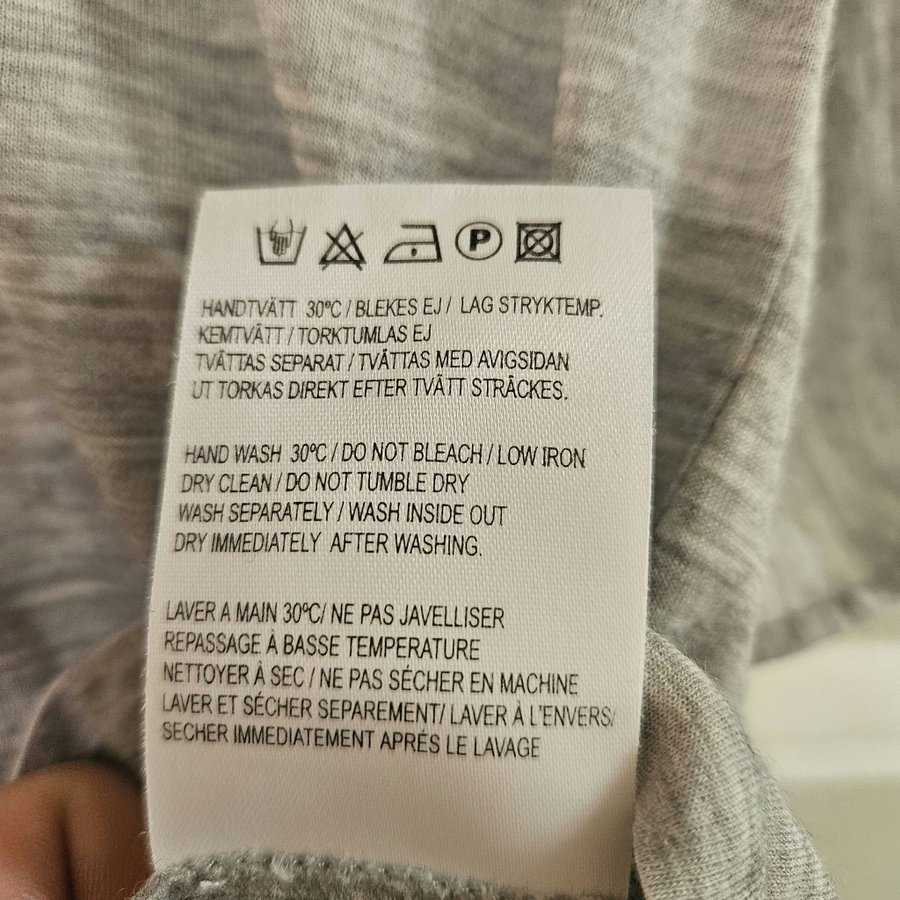 P
HANDTVÄTT 30ºC / BLEKES EJ / LAG STRYKTEMP.
KEMTVÄTT / TORKTUMLAS EJ
TVÄTTAS SEPARAT / TVÄTTAS MED AVIGSIDAN
UT TORKAS DIREKT EFTER TVÄTT STRÄCKES.
HAND WASH 30ºC / DO NOT BLEACH / LOW IRON
DRY CLEAN / DO NOT TUMBLE DRY
WASH SEPARATELY / WASH INSIDE OUT
DRY IMMEDIATELY AFTER WASHING.
LAVER A MAIN 30ºC/ NE PAS JAVELLISER
REPASSAGE À BASSE TEMPERATURE
NETTOYER À SEC / NE PAS SÉCHER EN MACHINE
LAVER ET SÉCHER SEPAREMENT/ LAVER À L'ENVERS/
SECHER IMMEDIATEMENT APRÉS LE LAVAGE